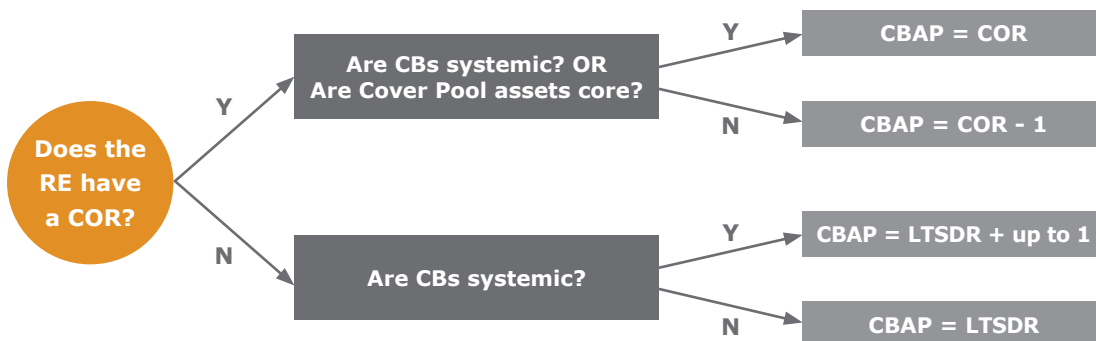 Does the
RE have
a COR?
Y
N
Are CBs systemic? OR
Are Cover Pool assets core?
Y
N
CBAP = COR
CBAP = COR - 1
Are CBs systemic?
Y
N
CBAP = LTSDR + up to 1
CBAP = LTSDR